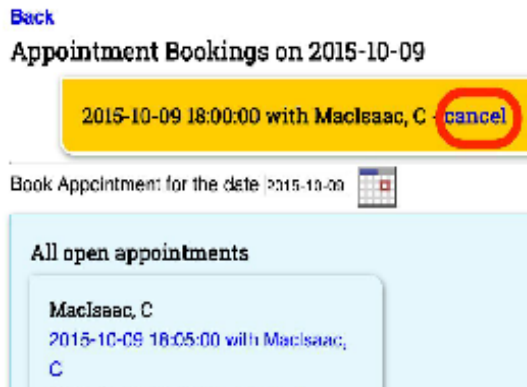 Back
Appointment Bookings on 2015-10-09
2015-10-09 18:00:00 with MacIsaac, C - cancel
Book Appointment for the date 2015-10-09
All open appointments
MacIsaac, C
2015-10-09 18:05:00 with MacIsaac,
C